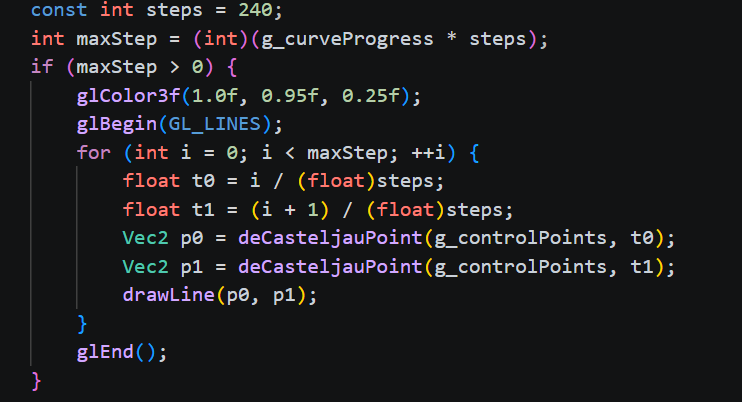 const int steps = 240;
int maxStep = (int)(g_curveProgress * steps);
if (maxStep > 0) {
    glColor3f(1.0f, 0.95f, 0.25f);
    glBegin(GL_LINES);
    for (int i = 0; i < maxStep; ++i) {
        float t0 = i / (float)steps;
        float t1 = (i + 1) / (float)steps;
        Vec2 p0 = deCasteljauPoint(g_controlPoints, t0);
        Vec2 p1 = deCasteljauPoint(g_controlPoints, t1);
        drawLine(p0, p1);
    }
    glEnd();
}